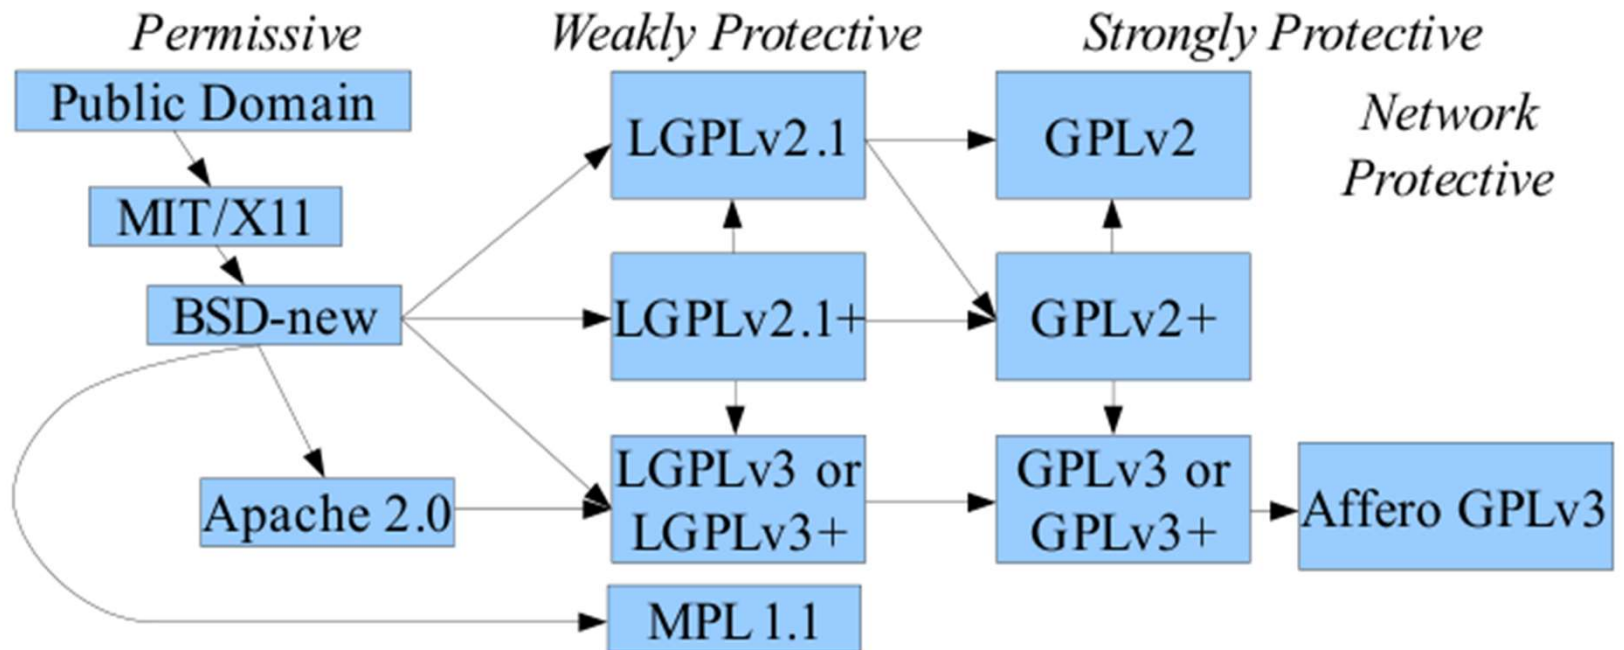 Permissive
Weakly Protective
Strongly Protective
Network
Protective
Public Domain
MIT/X11
BSD-new
Apache 2.0
LGPLv2.1
LGPLv2.1+
LGPLv3 or
LGPLv3+
MPL 1.1
GPLv2
GPLv2+
GPLv3 or
GPLv3+
Affero GPLv3